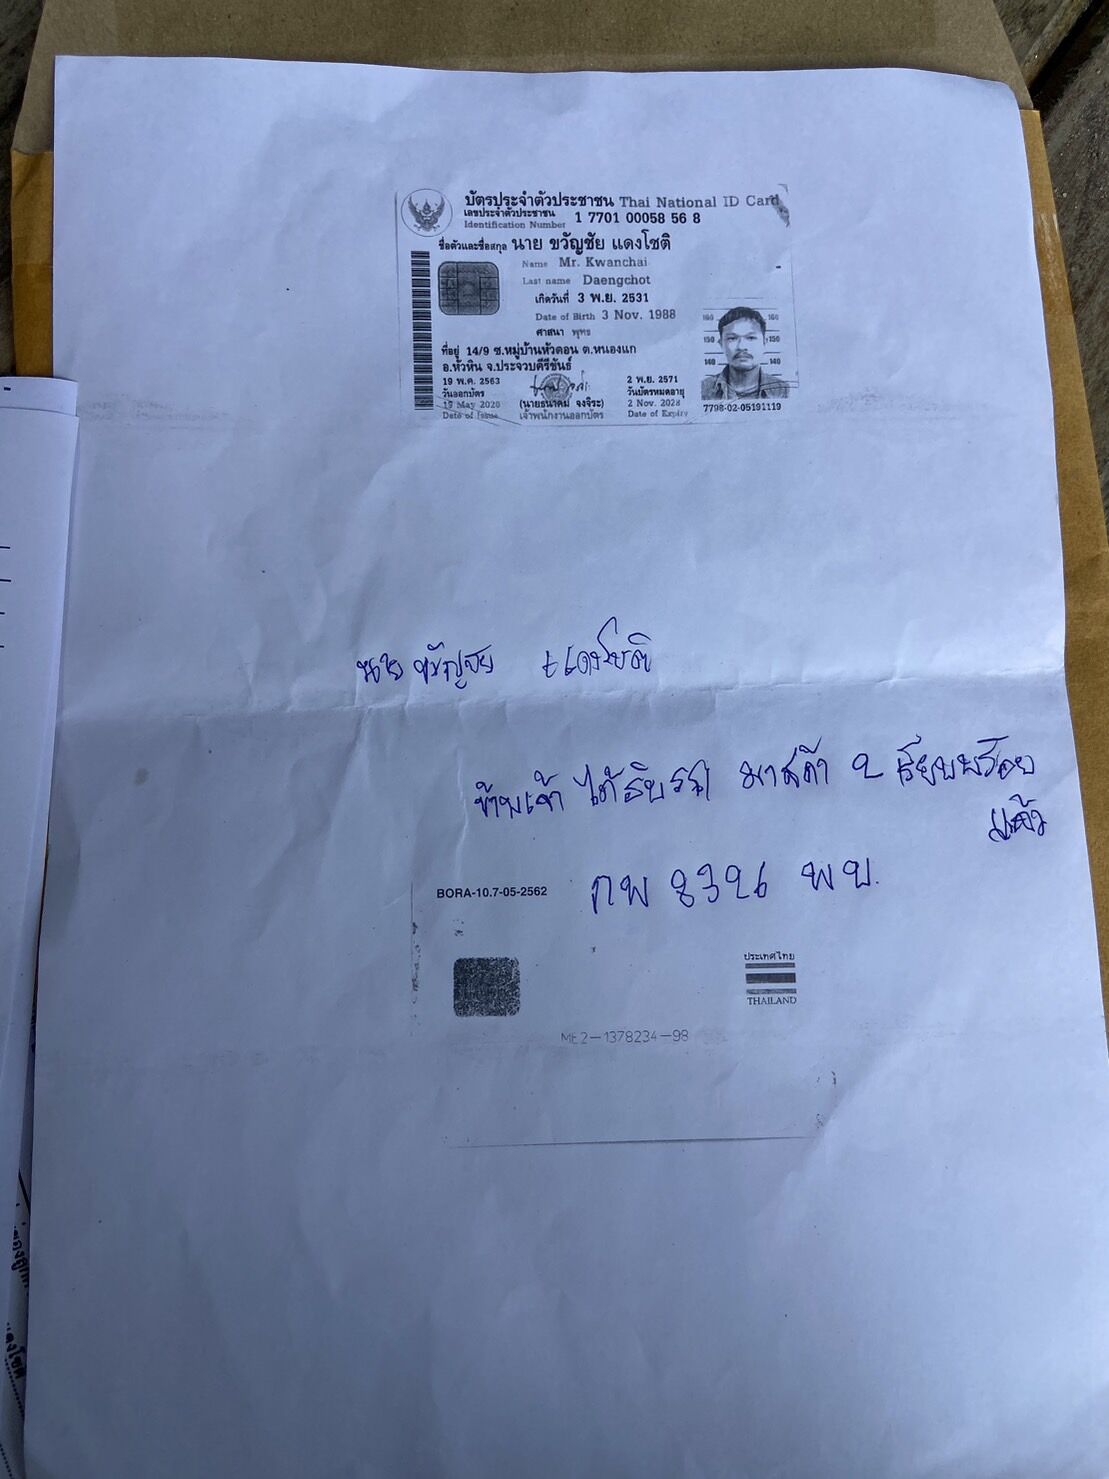 บัตรประจำตัวประชาชน Thai National ID Card
เลขประจำตัวประชาชน
Identification Number 1 7701 00058 56 8
ชื่อตัวและชื่อสกุล นาย ขวัญชัย แดงโชติ
Name Mr. Kwanchai
Last name Daengchot
เกิดวันที่ 3 พ.ย. 2531
Date of Birth 3 Nov. 1988
ศาสนา พุทธ
ที่อยู่ 14/9 ซ.หมู่บ้านหัวดอน ต.หนองแก
อ.หัวหิน จ.ประจวบคีรีขันธ์
19 พ.ค. 2563
วันออกบัตร
19 May 2020
Date of Issue
(นายธนาคม จงจิระ)
เจ้าพนักงานออกบัตร
2 พ.ย. 2571
วันบัตรหมดอายุ
2 Nov. 2028
Date of Expiry
160 160
150 150
140 140
7798-02-05191119
นาย ขวัญชัย แดงโชติ
ข้าพเจ้า ได้รับรถ มาสด้า 2 เรียบร้อย
แล้ว
กพ 8326 พบ.
BORA-10.7-05-2562
ประเทศไทย
THAILAND
ME2-1378234-98